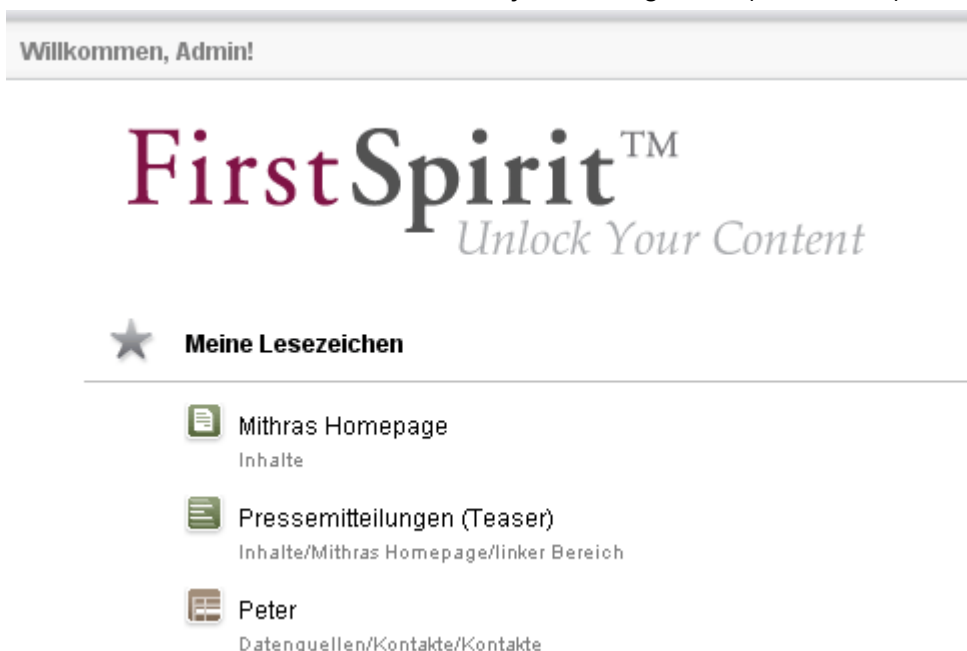 Willkommen, Admin!
FirstSpirit™
Unlock Your Content
Meine Lesezeichen
Mithras Homepage
Inhalte
Pressemitteilungen (Teaser)
Inhalte/Mithras Homepage/linker Bereich
Peter
Datenquellen/Kontakte/Kontakte